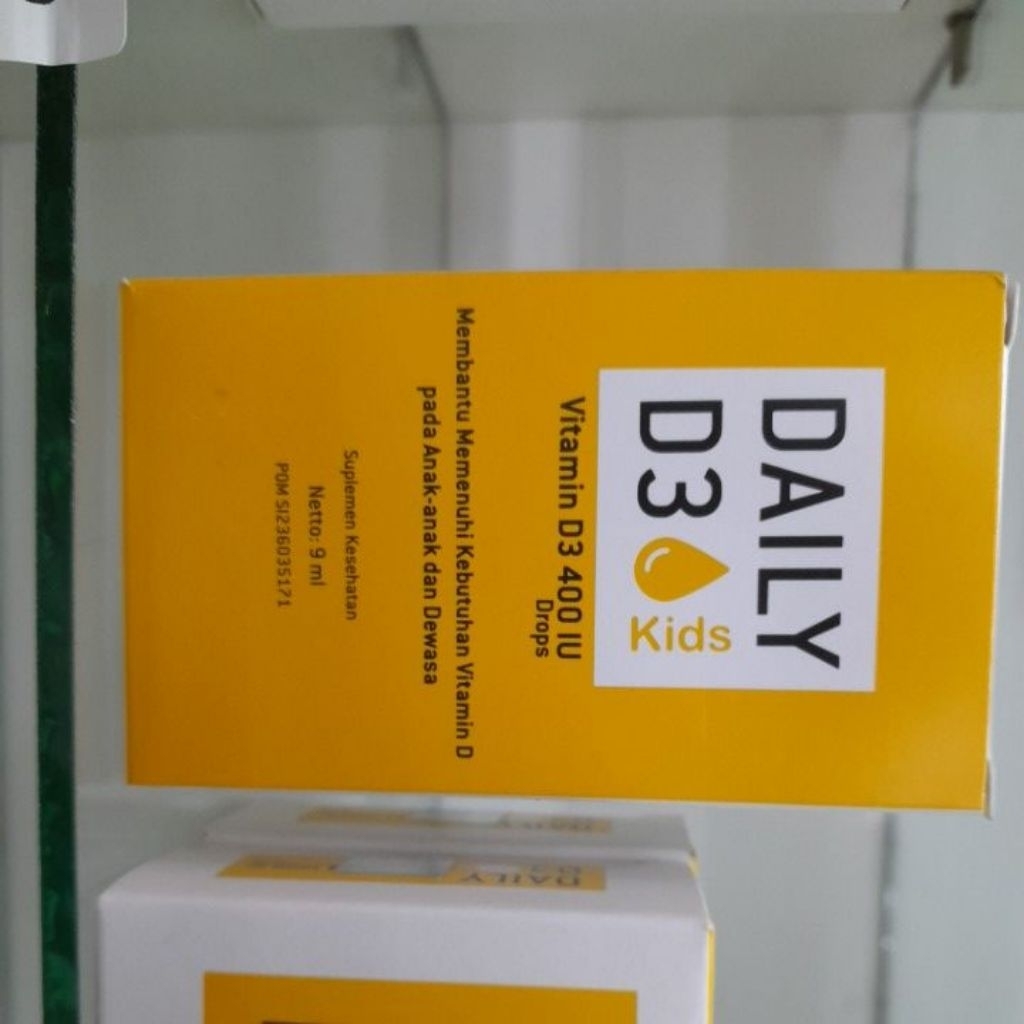 DAILY
D3
Kids
Vitamin D3 400 IU
Drops
Membantu Memenuhi Kebutuhan Vitamin D
pada Anak-anak dan Dewasa
Suplemen Kesehatan
Netto: 9 ml
POM SI236035171
DAILY